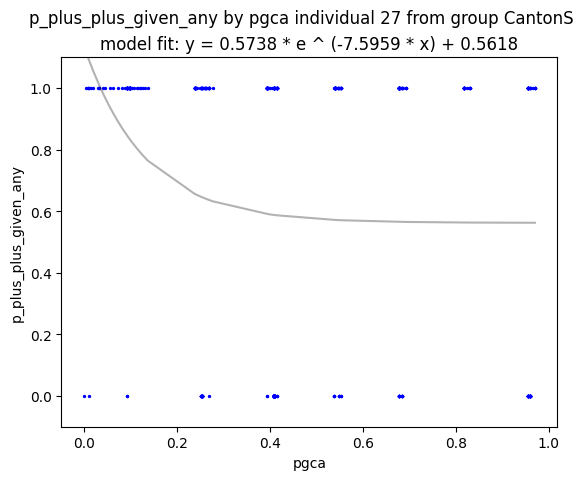 p_plus_plus_given_any by pgca individual 27 from group CantonS
model fit: y = 0.5738 * e ^ (-7.5959 * x) + 0.5618
p_plus_plus_given_any
1.0
0.8
0.6
0.4
0.2
0.0
0.0 0.2 0.4 0.6 0.8 1.0
pgca